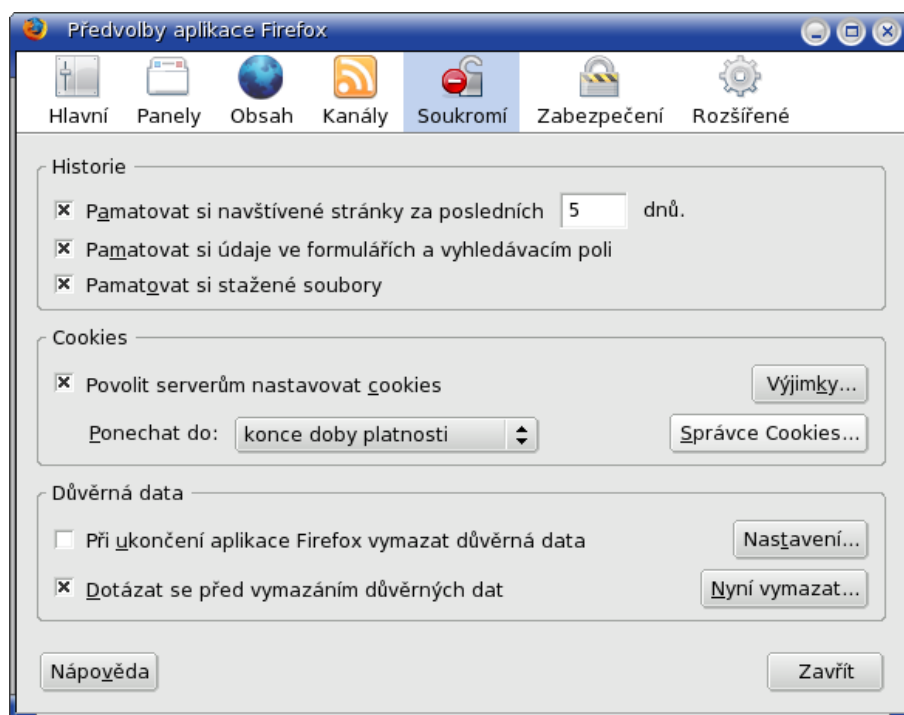 Předvolby aplikace Firefox
Hlavní Panely Obsah Kanály Soukromí Zabezpečení Rozšířené
Historie
Pamatovat si navštívené stránky za posledních 5 dnů.
Pamatovat si údaje ve formulářích a vyhledávacím poli
Pamatovat si stažené soubory
Cookies
Povolit serverům nastavovat cookies Výjimky...
Ponechat do: konce doby platnosti Správce Cookies...
Důvěrná data
Při ukončení aplikace Firefox vymazat důvěrná data Nastavení...
Dotázat se před vymazáním důvěrných dat Nyní vymazat...
Nápověda Zavřít